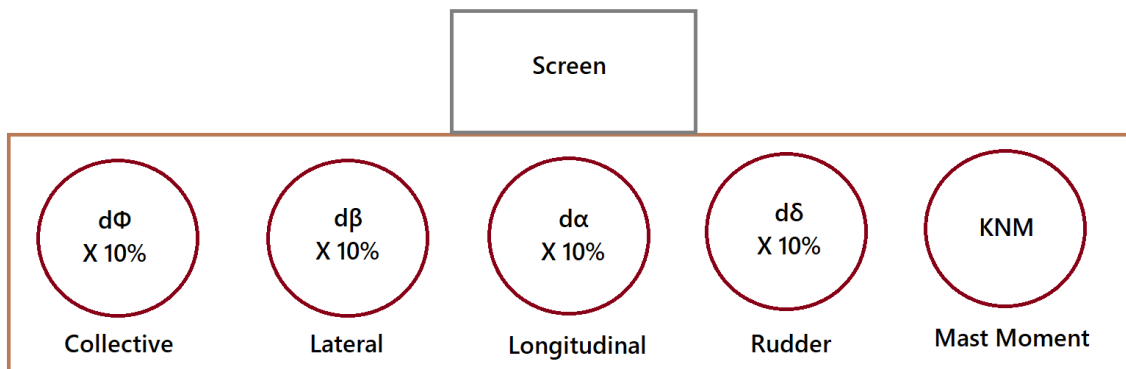 Screen
dΦ
X 10%
dβ
X 10%
dα
X 10%
dδ
X 10%
KNM
Collective
Lateral
Longitudinal
Rudder
Mast Moment